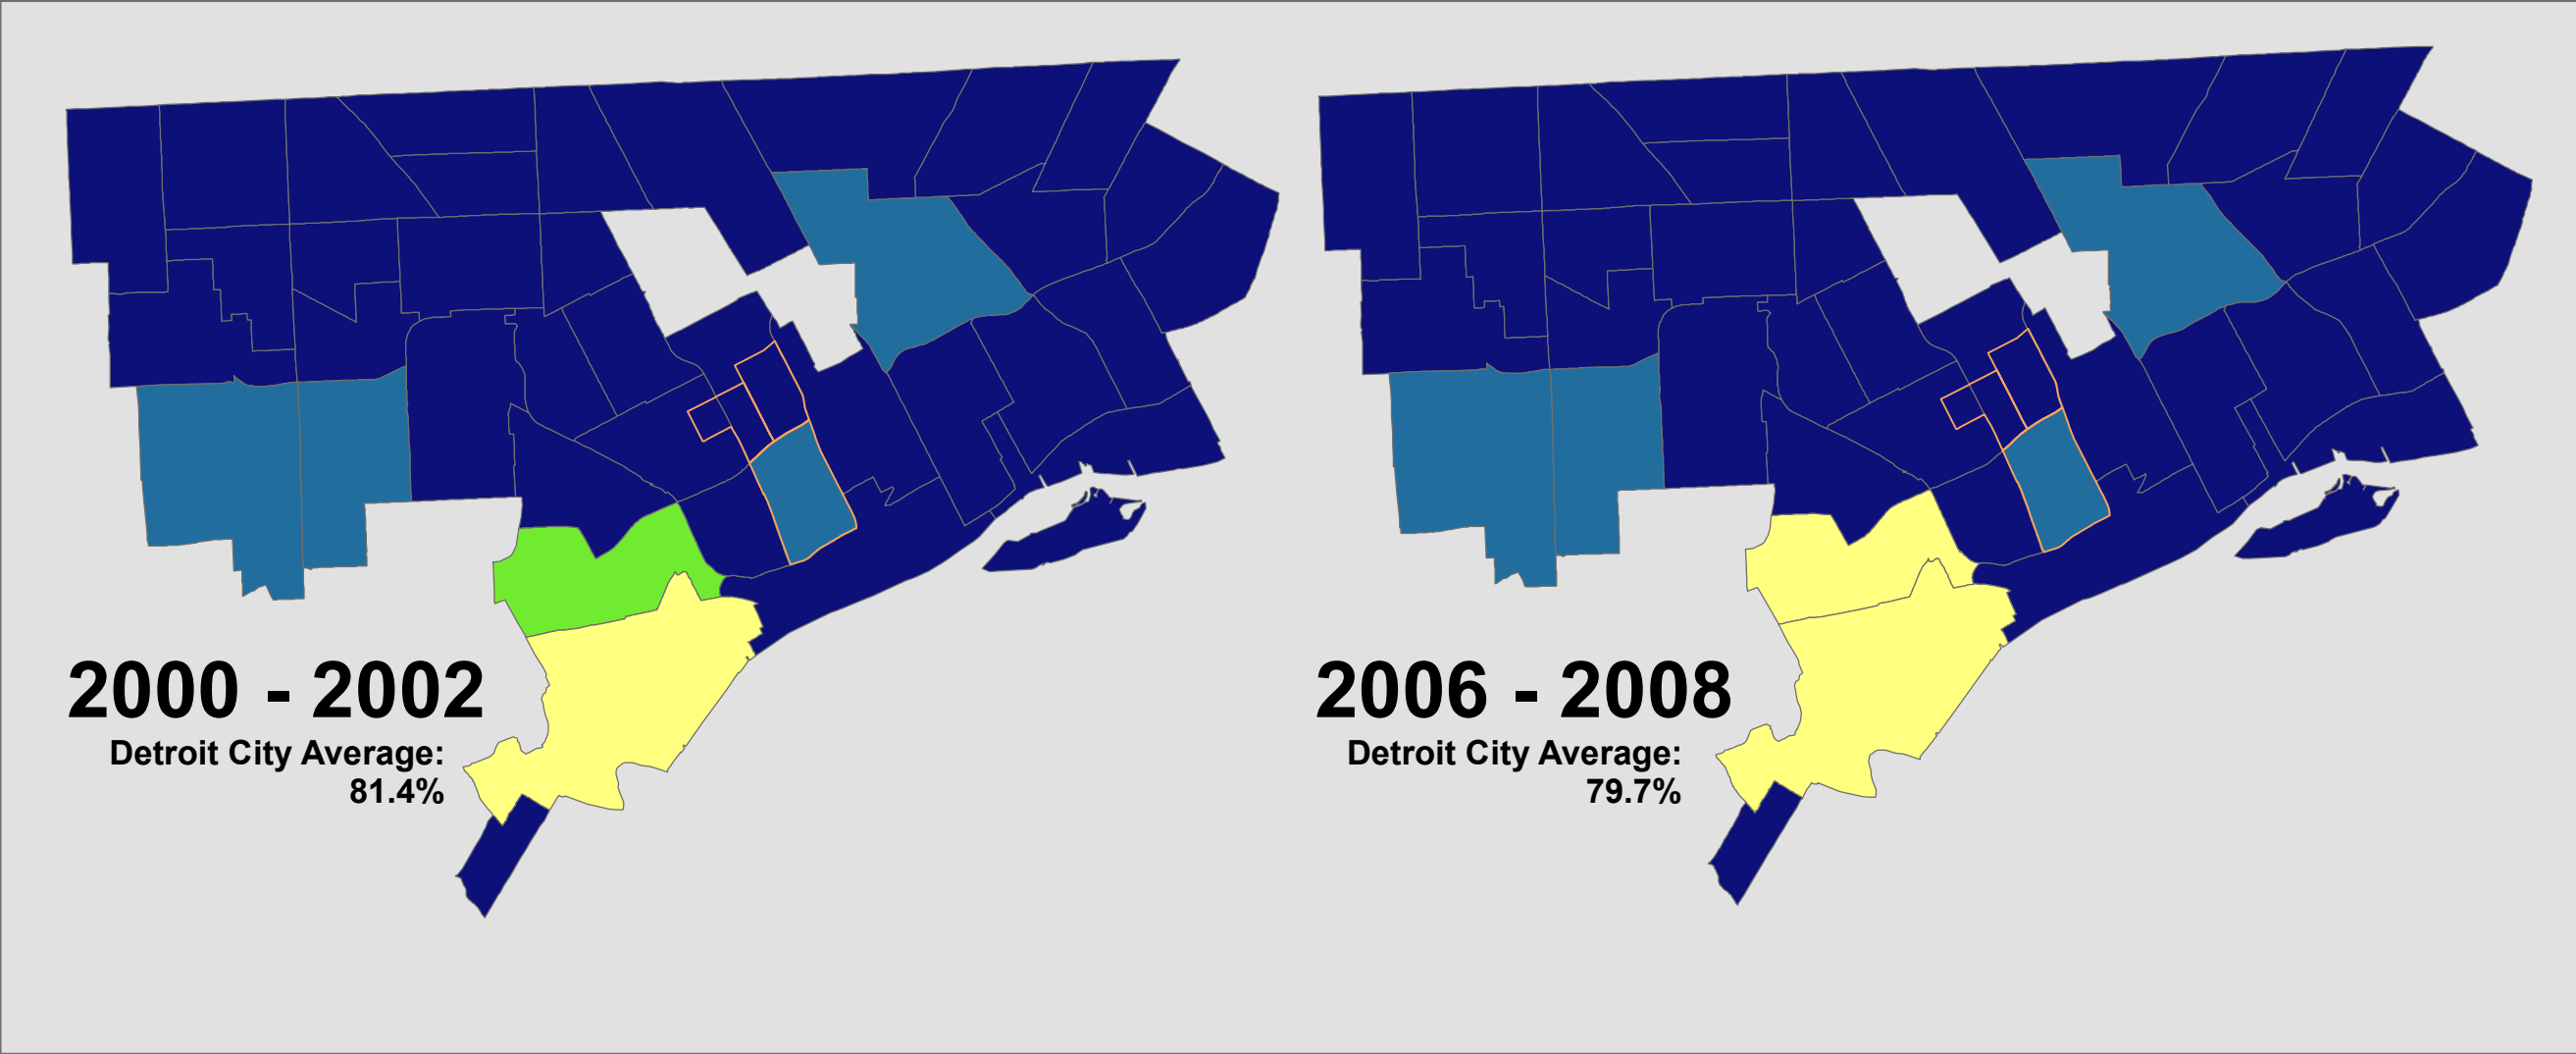 2000 - 2002
Detroit City Average:
81.4%
2006 - 2008
Detroit City Average:
79.7%